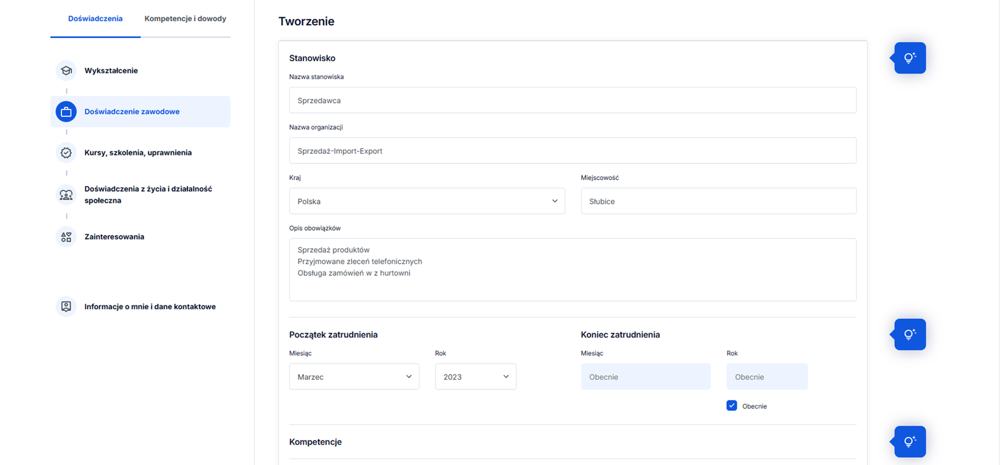 Doświadczenia
Kompetencje i dowody
Wykształcenie
Doświadczenie zawodowe
Kursy, szkolenia, uprawnienia
Doświadczenia z życia i działalność
społeczna
Zainteresowania
Informacje o mnie i dane kontaktowe
Tworzenie
Stanowisko
Nazwa stanowiska
Sprzedawca
Nazwa organizacji
Sprzedaż-Import-Export
Kraj
Miejscowość
Polska
Słubice
Opis obowiązków
Sprzedaż produktów
Przyjmowane zleceń telefonicznych
Obsługa zamówień w z hurtowni
Początek zatrudnienia
Koniec zatrudnienia
Miesiąc
Rok
Miesiąc
Rok
Marzec
2023
Obecnie
Obecnie
Obecnie
Kompetencje